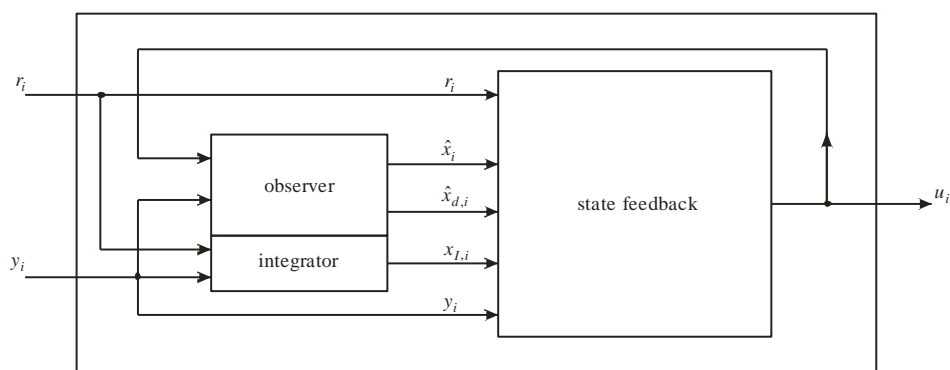 r_i
r_i
x̂_i
observer
x̂_{d,i}
state feedback
u_i
integrator
x_{I,i}
y_i
y_i